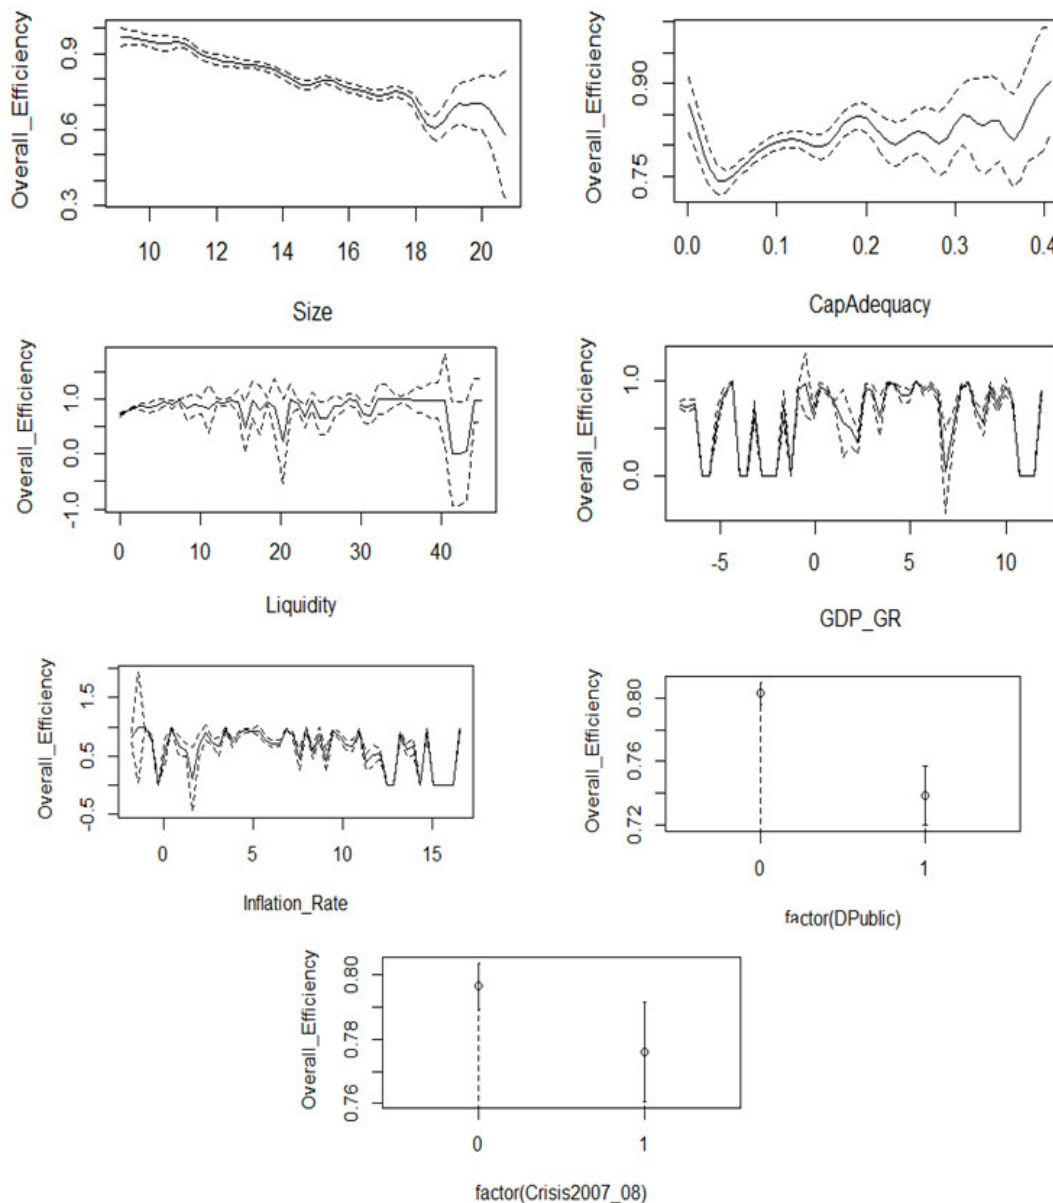 Overall_Efficiency
0.9
0.6
0.3
10 12 14 16 18 20
Size
Overall_Efficiency
0.90
0.75
0.0 0.1 0.2 0.3 0.4
CapAdequacy
Overall_Efficiency
1.0
0.0
-1.0
0 10 20 30 40
Liquidity
Overall_Efficiency
1.0
0.0
-5 0 5 10
GDP_GR
Overall_Efficiency
1.5
0.5
-0.5
0 5 10 15
Inflation_Rate
Overall_Efficiency
0.80
0.76
0.72
0 1
factor(DPublic)
Overall_Efficiency
0.80
0.78
0.76
0 1
factor(Crisis2007_08)